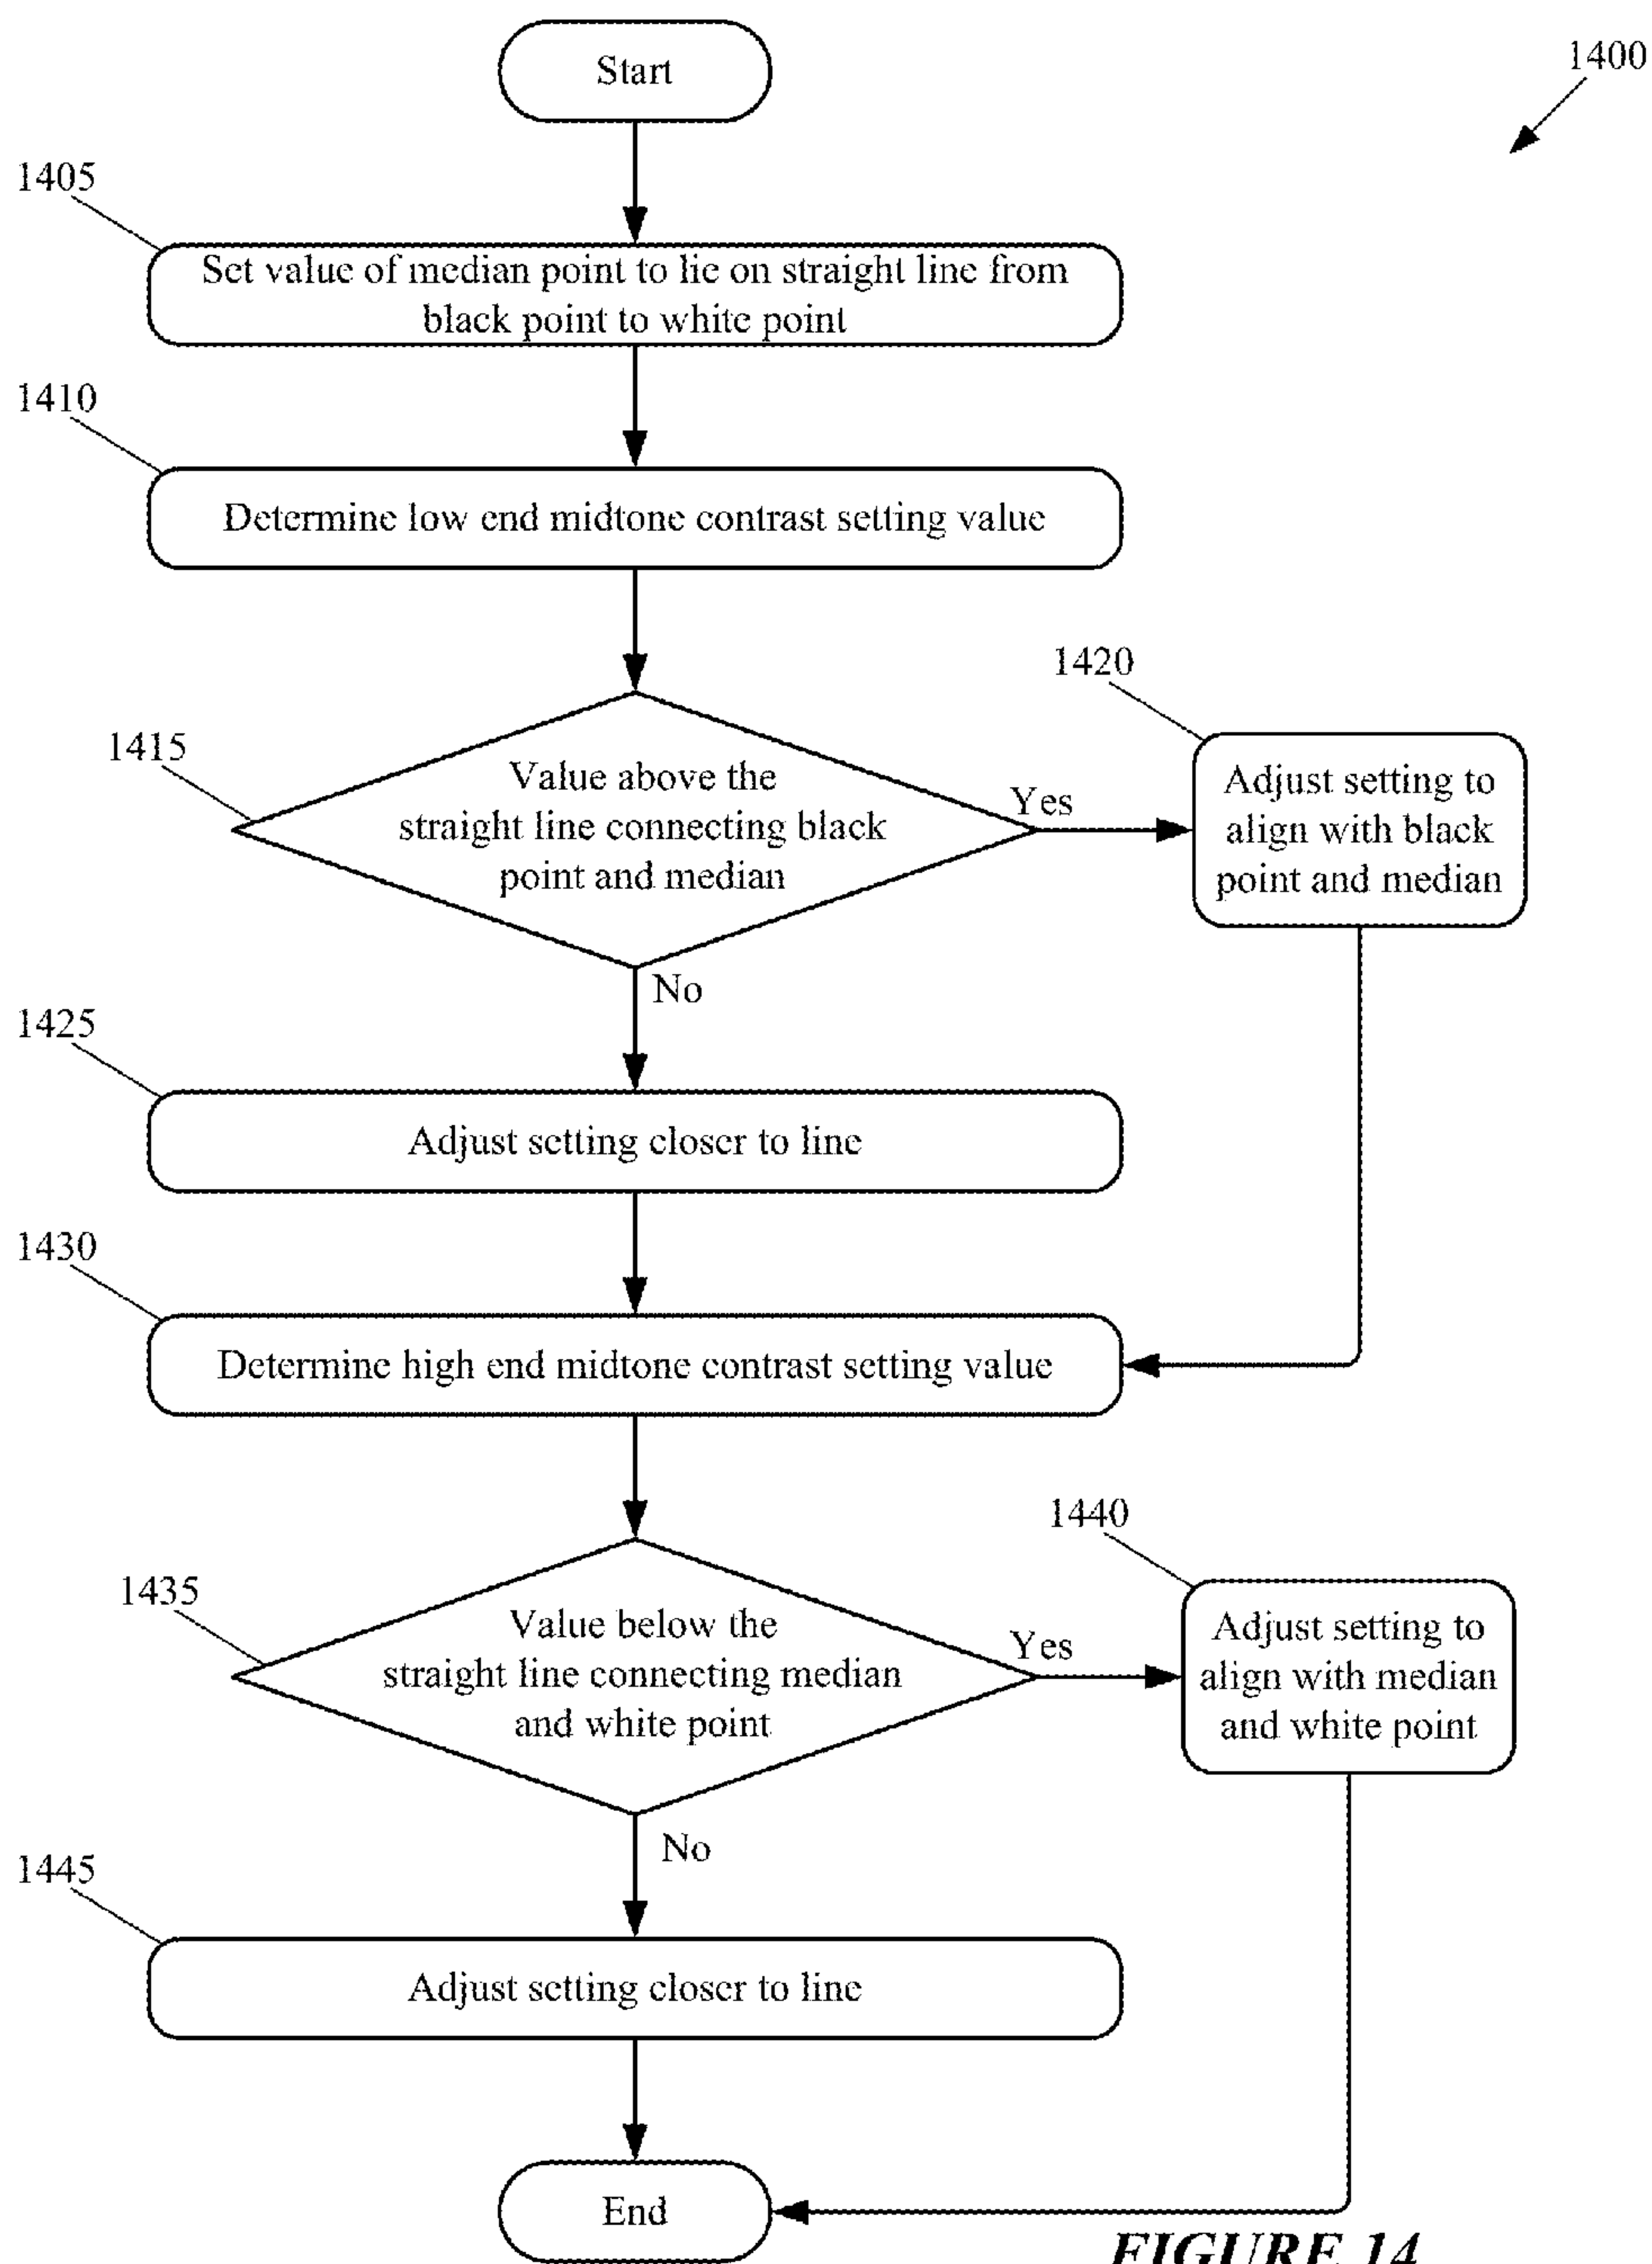 Start
1400
1405
Set value of median point to lie on straight line from
black point to white point
1410
Determine low end midtone contrast setting value
1415
Value above the
straight line connecting black
point and median
Yes
1420
Adjust setting to
align with black
point and median
No
1425
Adjust setting closer to line
1430
Determine high end midtone contrast setting value
1435
Value below the
straight line connecting median
and white point
Yes
1440
Adjust setting to
align with median
and white point
No
1445
Adjust setting closer to line
End
FIGURE 14